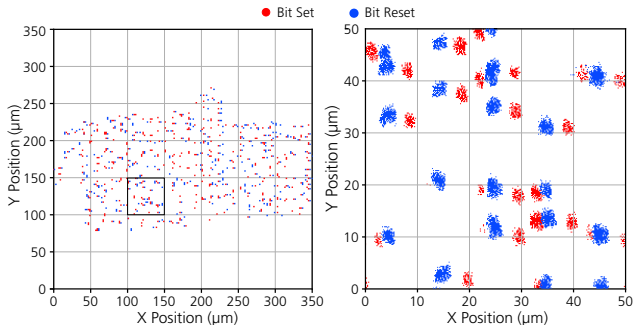 Bit Set Bit Reset
350
300
250
200
150
100
50
0
0 50 100 150 200 250 300 350
X Position (µm)
Y Position (µm)
50
40
30
20
10
0
0 10 20 30 40 50
X Position (µm)
Y Position (µm)